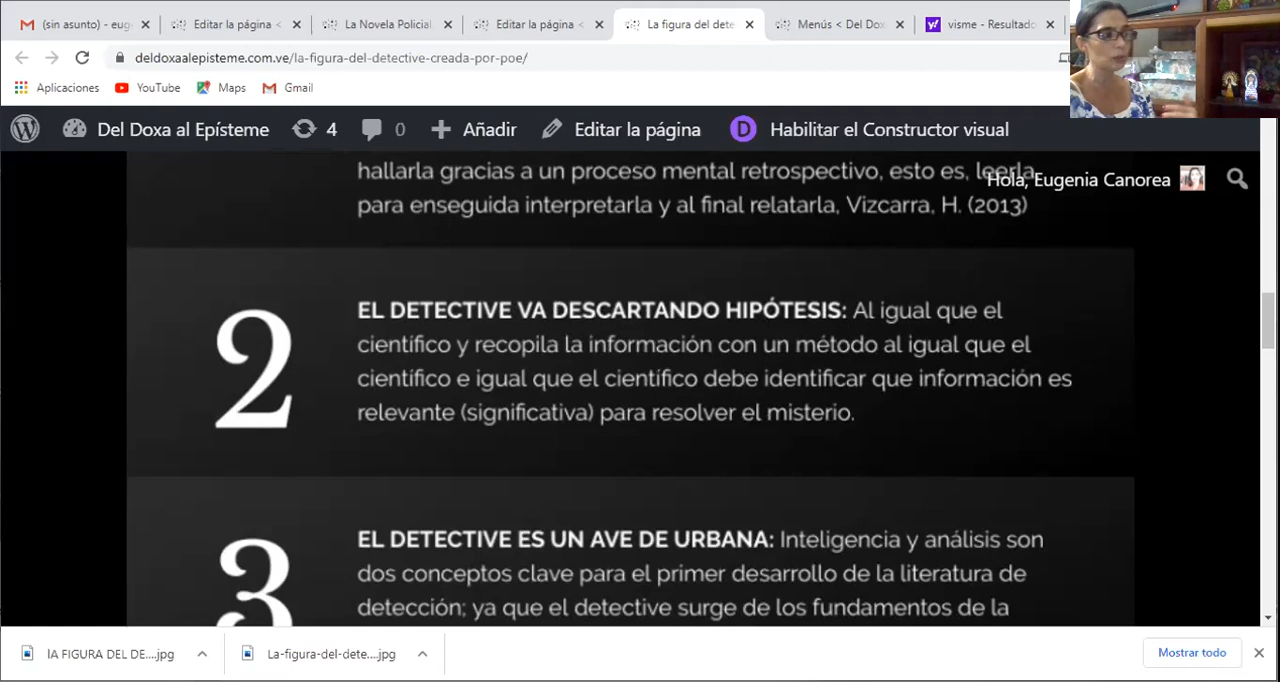 (sin asunto) - eug
Editar la página <
La Novela Policial
Editar la página <
La figura del dete
Menús < Del Dox
visme - Resultado
deldoxaalepisteme.com.ve/la-figura-del-detective-creada-por-poe/
Aplicaciones
YouTube
Maps
Gmail
Del Doxa al Epísteme
4
0
Añadir
Editar la página
D
Habilitar el Constructor visual
Hola, Eugenia Canorea
hallarla gracias a un proceso mental retrospectivo, esto es, leerla
para enseguida interpretarla y al final relatarla, Vizcarra, H. (2013)
2
EL DETECTIVE VA DESCARTANDO HIPÓTESIS: Al igual que el
científico y recopila la información con un método al igual que el
científico e igual que el científico debe identificar que información es
relevante (significativa) para resolver el misterio.
3
EL DETECTIVE ES UN AVE DE URBANA: Inteligencia y análisis son
dos conceptos clave para el primer desarrollo de la literatura de
detección; ya que el detective surge de los fundamentos de la
lA FIGURA DEL DE....jpg
La-figura-del-dete....jpg
Mostrar todo